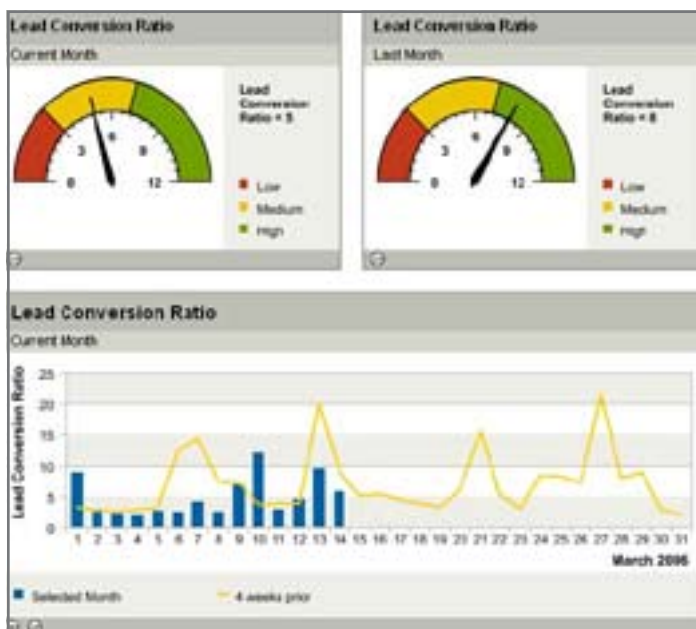 Lead Conversion Ratio
Current Month
Lead
Conversion
Ratio = 5
0 3 6 9 12
Low
Medium
High
Lead Conversion Ratio
Last Month
Lead
Conversion
Ratio = 8
0 3 6 9 12
Low
Medium
High
Lead Conversion Ratio
Current Month
Lead Conversion Ratio
25
20
15
10
5
0
1 2 3 4 5 6 7 8 9 10 11 12 13 14 15 16 17 18 19 20 21 22 23 24 25 26 27 28 29 30 31
March 2006
Selected Month
4 weeks prior